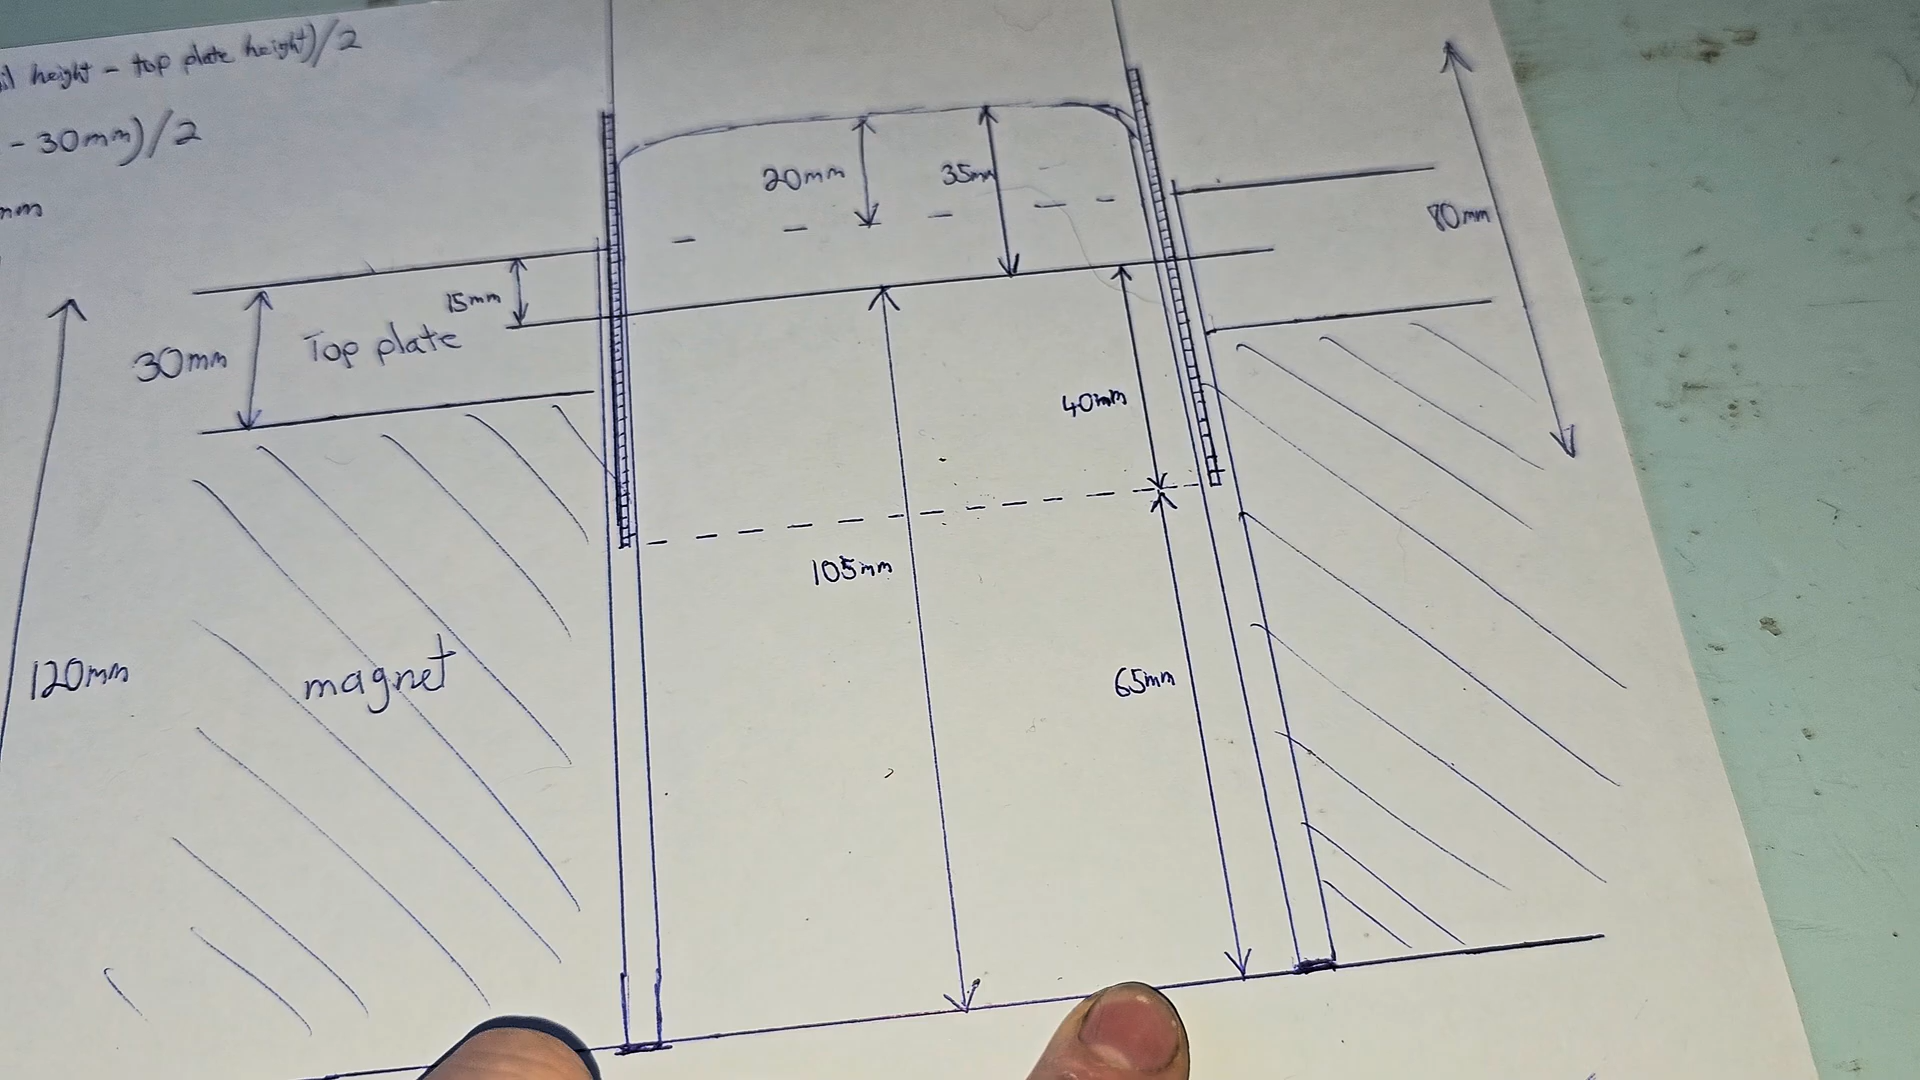 height - top plate height)/2
- 30mm)/2
mm
20mm
35mm
80mm
15mm
30mm
Top plate
40mm
105mm
120mm
magnet
65mm